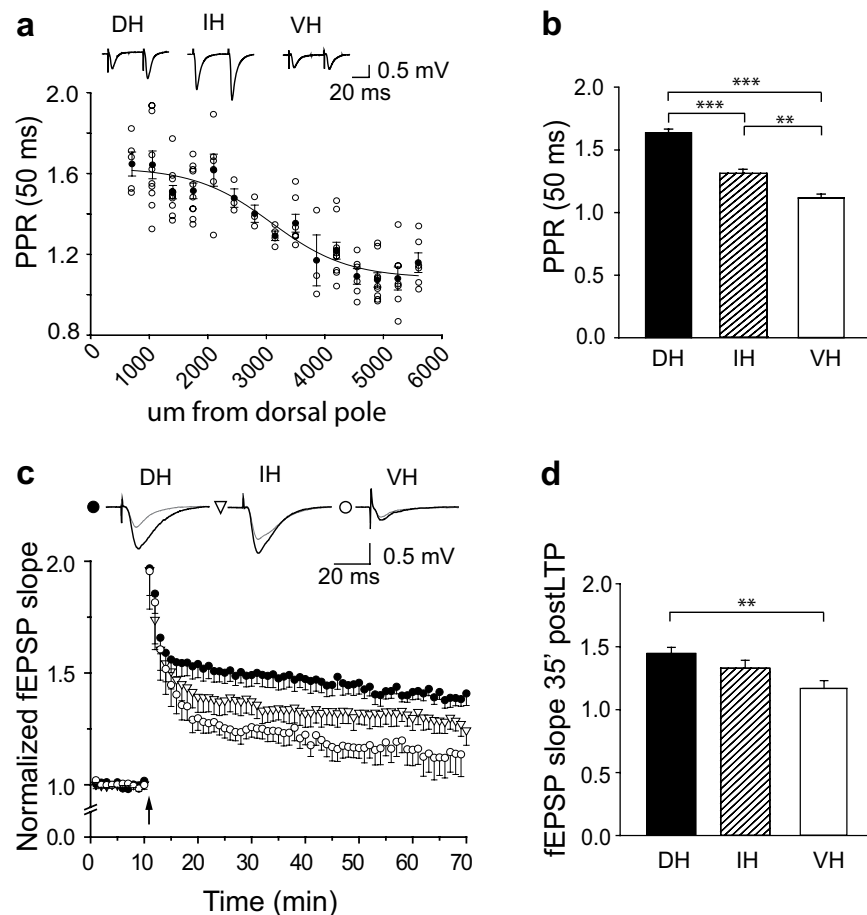 a
DH IH VH
0.5 mV
20 ms
PPR (50 ms)
2.0
1.6
1.2
0.8
0 1000 2000 3000 4000 5000 6000
um from dorsal pole
b
***
*** **
PPR (50 ms)
2.0
1.5
1.0
0.5
0.0
DH IH VH
c
DH IH VH
0.5 mV
20 ms
Normalized fEPSP slope
2.0
1.5
1.0
0.0
0 10 20 30 40 50 60 70
Time (min)
d
**
fEPSP slope 35' postLTP
2.0
1.5
1.2
0.5
0.0
DH IH VH